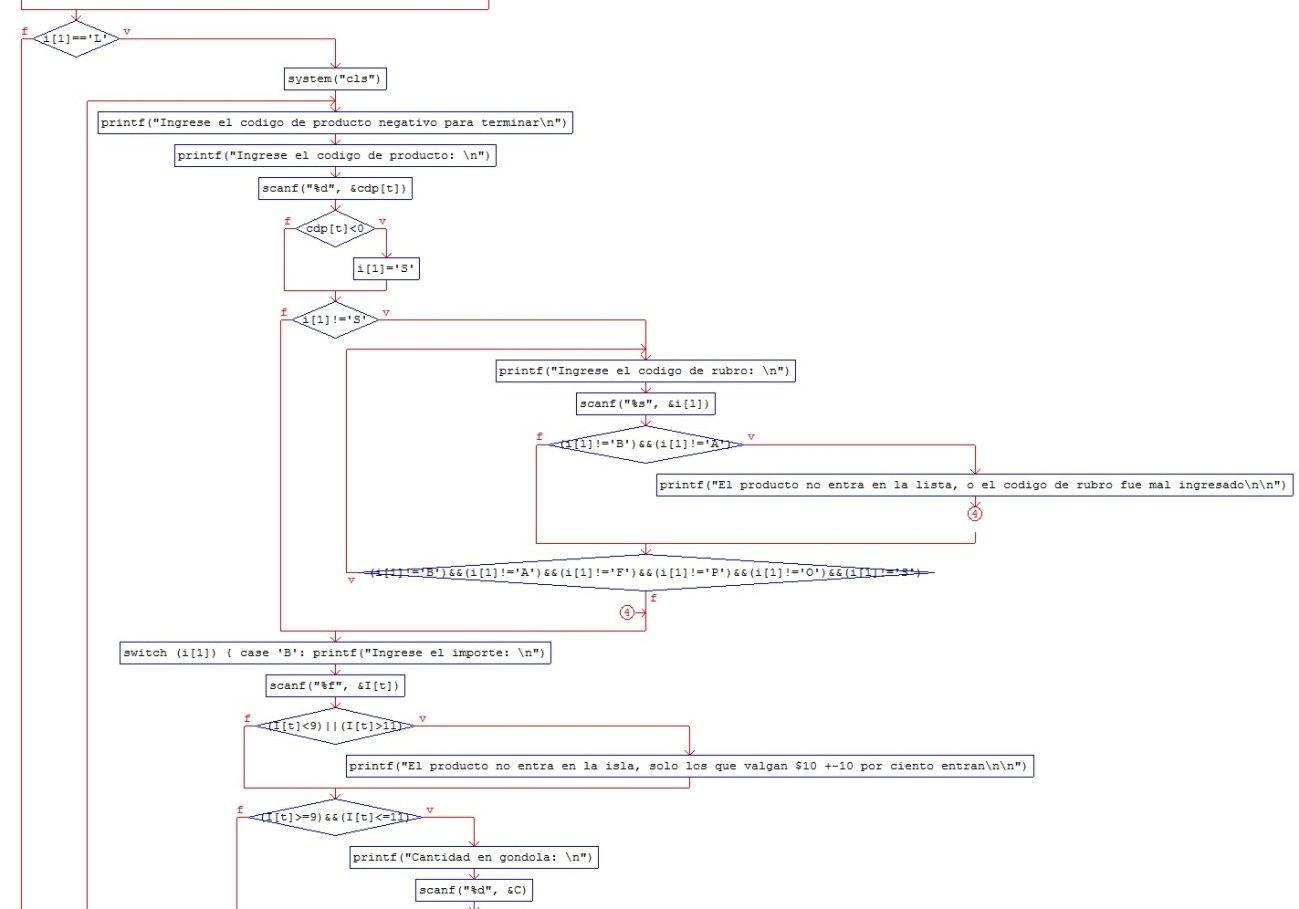 f i[1]=='L' v
system("cls")
printf("Ingrese el codigo de producto negativo para terminar\n")
printf("Ingrese el codigo de producto: \n")
scanf("%d", &cdp[t])
f cdp[t]<0 v
i[1]='S'
f i[1]!='S' v
printf("Ingrese el codigo de rubro: \n")
scanf("%s", &i[1])
f (i[1]!='B')&&(i[1]!='A') v
printf("El producto no entra en la lista, o el codigo de rubro fue mal ingresado\n\n")
4
(i[1]!='B')&&(i[1]!='A')&&(i[1]!='F')&&(i[1]!='P')&&(i[1]!='O')&&(i[1]!='S')
v
f
4
switch (i[1]) { case 'B': printf("Ingrese el importe: \n")
scanf("%f", &I[t])
f (I[t]<9)||(I[t]>11) v
printf("El producto no entra en la isla, solo los que valgan $10 +-10 por ciento entran\n\n")
f (I[t]>=9)&&(I[t]<=11) v
printf("Cantidad en gondola: \n")
scanf("%d", &C)